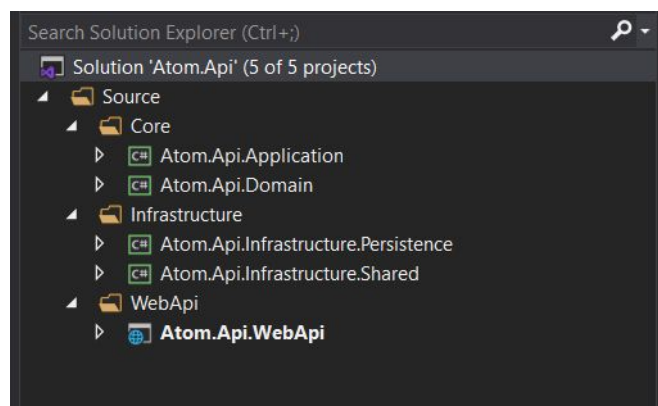 Search Solution Explorer (Ctrl+;)
Solution 'Atom.Api' (5 of 5 projects)
Source
Core
C# Atom.Api.Application
C# Atom.Api.Domain
Infrastructure
C# Atom.Api.Infrastructure.Persistence
C# Atom.Api.Infrastructure.Shared
WebApi
Atom.Api.WebApi